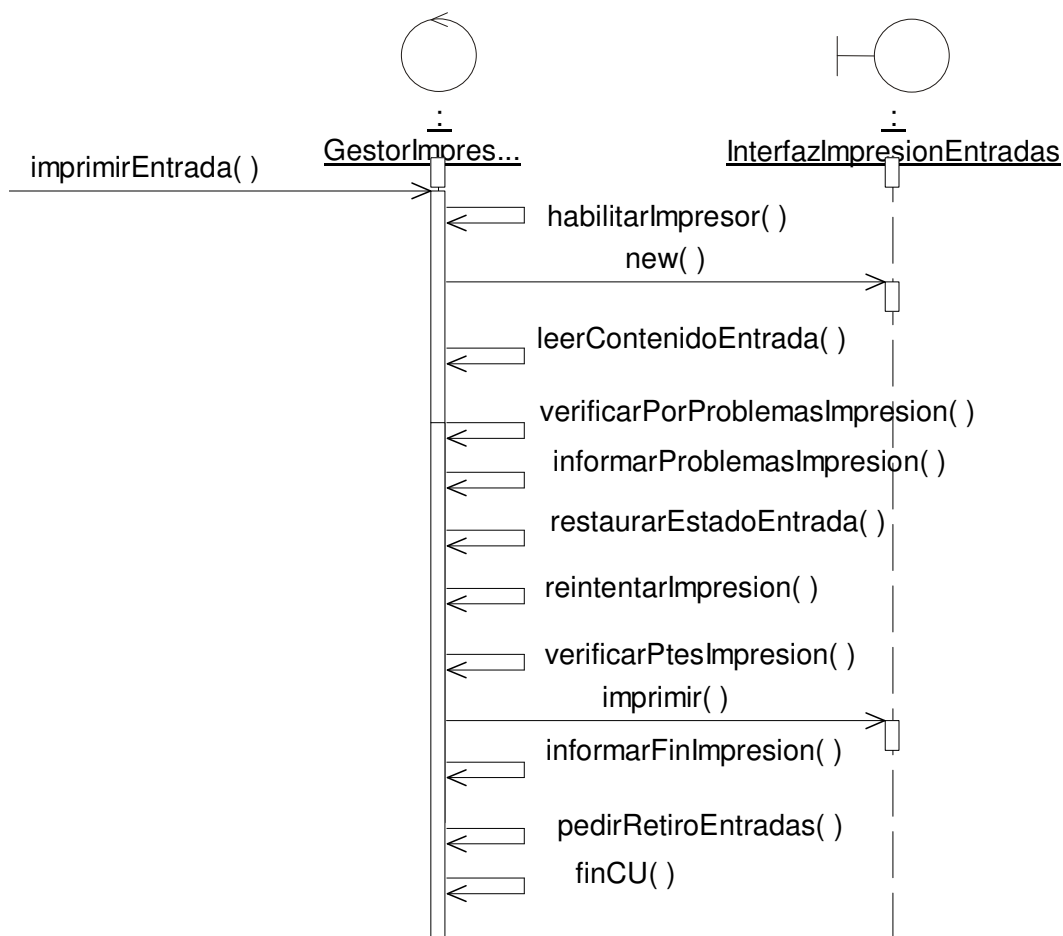 :
:
GestorImpres...
InterfazImpresionEntradas
imprimirEntrada( )
habilitarImpresor( )
new( )
leerContenidoEntrada( )
verificarPorProblemasImpresion( )
informarProblemasImpresion( )
restaurarEstadoEntrada( )
reintentarImpresion( )
verificarPtesImpresion( )
imprimir( )
informarFinImpresion( )
pedirRetiroEntradas( )
finCU( )